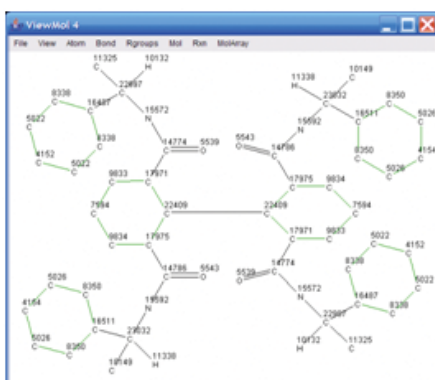 ViewMol 4
File View Atom Bond Rgroups Mol Rxn MolArray
11325 10132
C H
8338 22987
C C
16487 15572
C N
5022 8338
C C
4152 5022
C C
14774 5539
C O
9833 17971
C C
7594 22409
C C
9834 17975
C C
14786 5543
C O
5026 8350
C C
15592
N
4154 16511
C C
23032
C
5026 8350
C C
10149 11338
C H
11338 10149
H C
23032 8350
C C
15592 16511 5026
N C C
5543 14786
O C
8350 4154
C C
5026
C
17975 9834
C C
22409 7594
C C
17971 9833
C C
14774
C
5539
O
5022 4152
C C
8338 5022
C C
15572 16487 8338
N C C
22987
C
10132 11325
H C